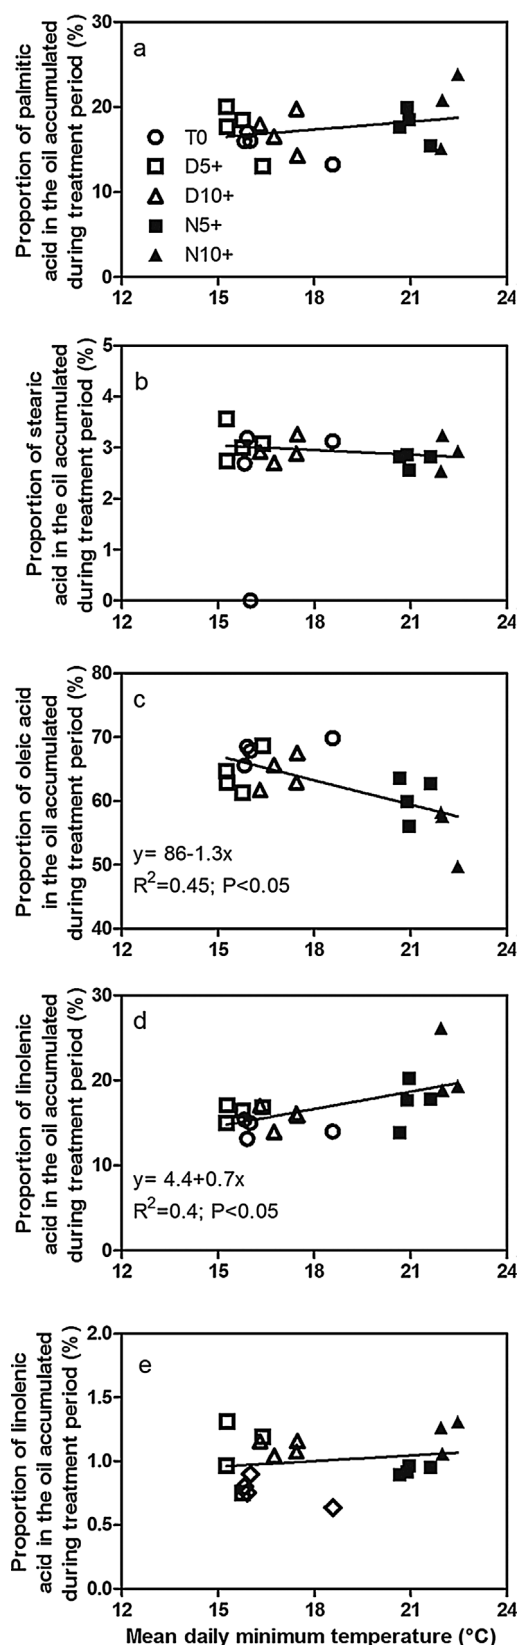 Proportion of palmitic
acid in the oil accumulated
during treatment period (%)
30
20
10
0
a
T0
D5+
D10+
N5+
N10+
12 15 18 21 24
Proportion of stearic
acid in the oil accumulated
during treatment period (%)
5
4
3
2
1
0
b
12 15 18 21 24
Proportion of oleic acid
in the oil accumulated
during treatment period (%)
80
70
60
50
40
c
y= 86-1.3x
R²=0.45; P<0.05
12 15 18 21 24
Proportion of linolenic
acid in the oil accumulated
during treatment period (%)
30
20
10
0
d
y= 4.4+0.7x
R²=0.4; P<0.05
12 15 18 21 24
Proportion of linolenic
acid in the oil accumulated
during treatment period (%)
2.0
1.5
1.0
0.5
0.0
e
12 15 18 21 24
Mean daily minimum temperature (°C)